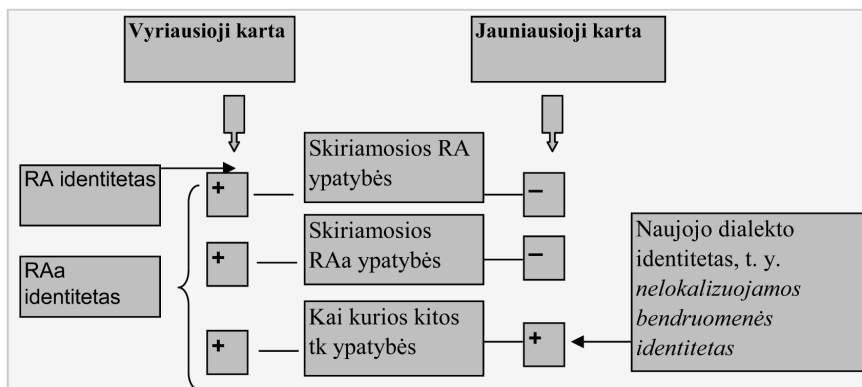 Vyriausioji karta
Jauniausioji karta
RA identitetas
+
Skiriamosios RA
ypatybės
–
RAa
identitetas
+
Skiriamosios
RAa ypatybės
–
+
Kai kurios kitos
tk ypatybės
+
Naujojo dialekto
identitetas, t. y.
nelokalizuojamos
bendruomenės
identitetas